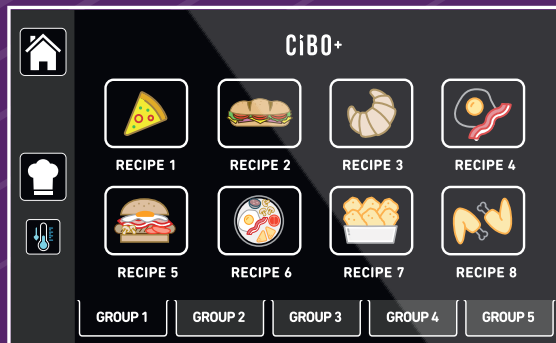 CiBO+
RECIPE 1 RECIPE 2 RECIPE 3 RECIPE 4
RECIPE 5 RECIPE 6 RECIPE 7 RECIPE 8
GROUP 1 GROUP 2 GROUP 3 GROUP 4 GROUP 5